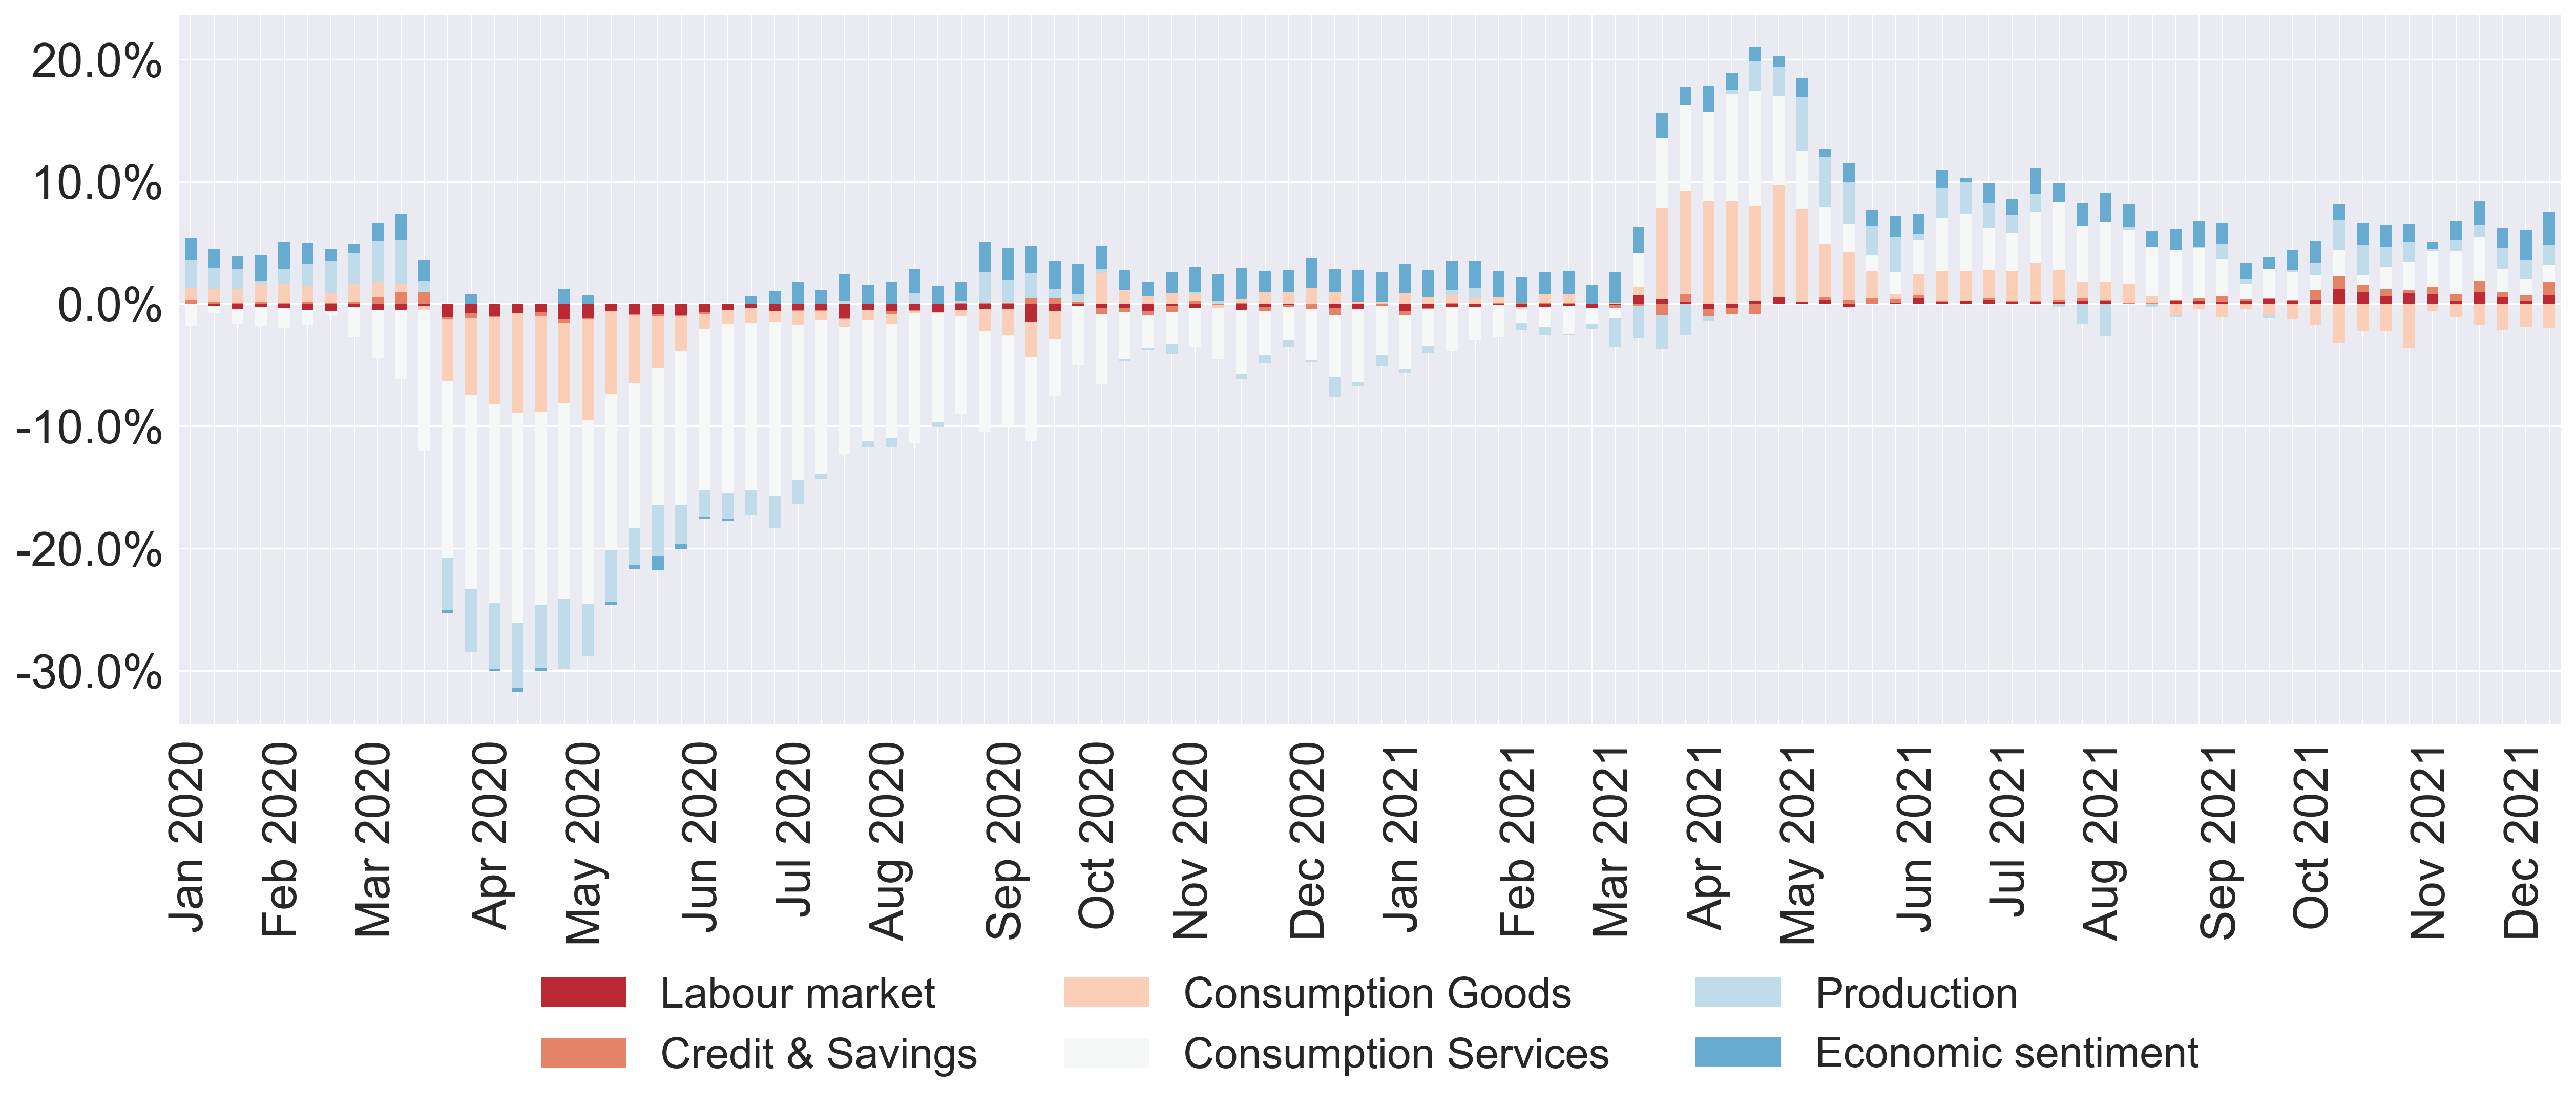 20.0%
10.0%
0.0%
-10.0%
-20.0%
-30.0%
Jan 2020
Feb 2020
Mar 2020
Apr 2020
May 2020
Jun 2020
Jul 2020
Aug 2020
Sep 2020
Oct 2020
Nov 2020
Dec 2020
Jan 2021
Feb 2021
Mar 2021
Apr 2021
May 2021
Jun 2021
Jul 2021
Aug 2021
Sep 2021
Oct 2021
Nov 2021
Dec 2021
Labour market
Credit & Savings
Consumption Goods
Consumption Services
Production
Economic sentiment